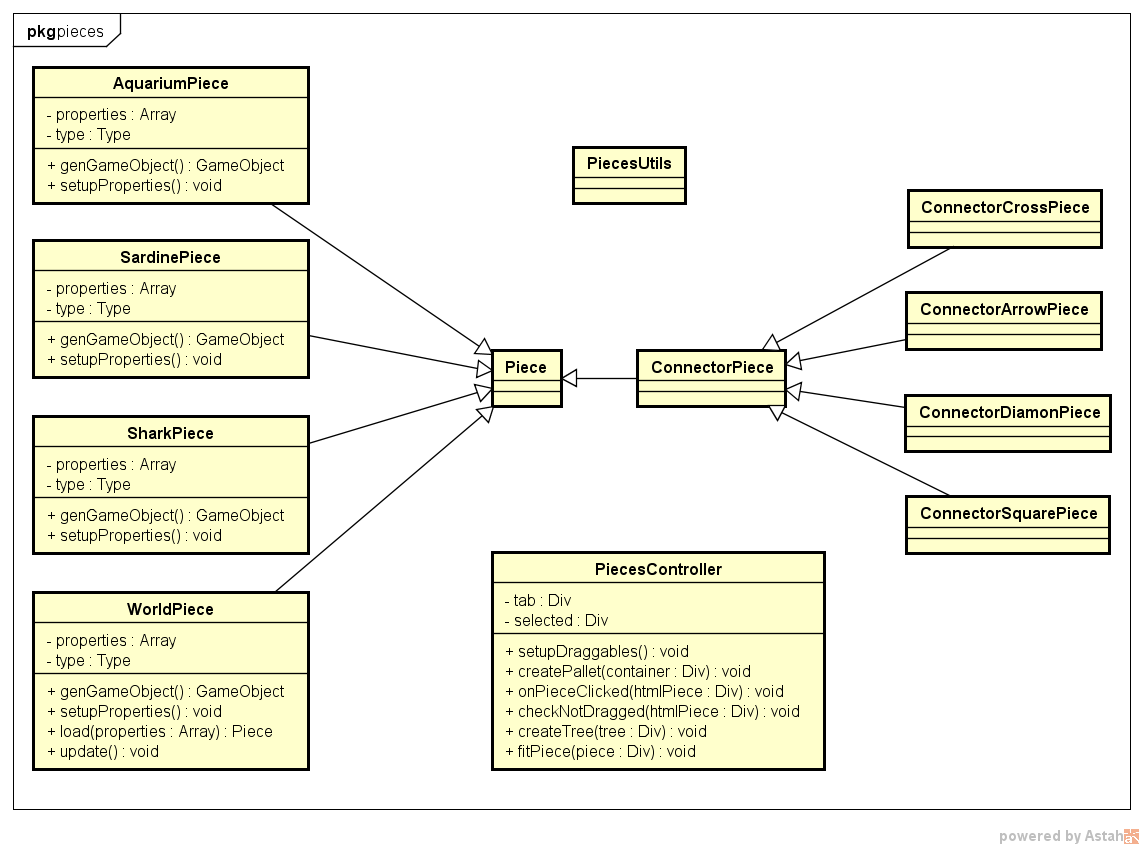 pkg pieces
AquariumPiece
- properties : Array
- type : Type
+ genGameObject() : GameObject
+ setupProperties() : void
SardinePiece
- properties : Array
- type : Type
+ genGameObject() : GameObject
+ setupProperties() : void
SharkPiece
- properties : Array
- type : Type
+ genGameObject() : GameObject
+ setupProperties() : void
WorldPiece
- properties : Array
- type : Type
+ genGameObject() : GameObject
+ setupProperties() : void
+ load(properties : Array) : Piece
+ update() : void
PiecesUtils
Piece
ConnectorPiece
PiecesController
- tab : Div
- selected : Div
+ setupDraggables() : void
+ createPallet(container : Div) : void
+ onPieceClicked(htmlPiece : Div) : void
+ checkNotDragged(htmlPiece : Div) : void
+ createTree(tree : Div) : void
+ fitPiece(piece : Div) : void
ConnectorCrossPiece
ConnectorArrowPiece
ConnectorDiamonPiece
ConnectorSquarePiece
powered by Astah